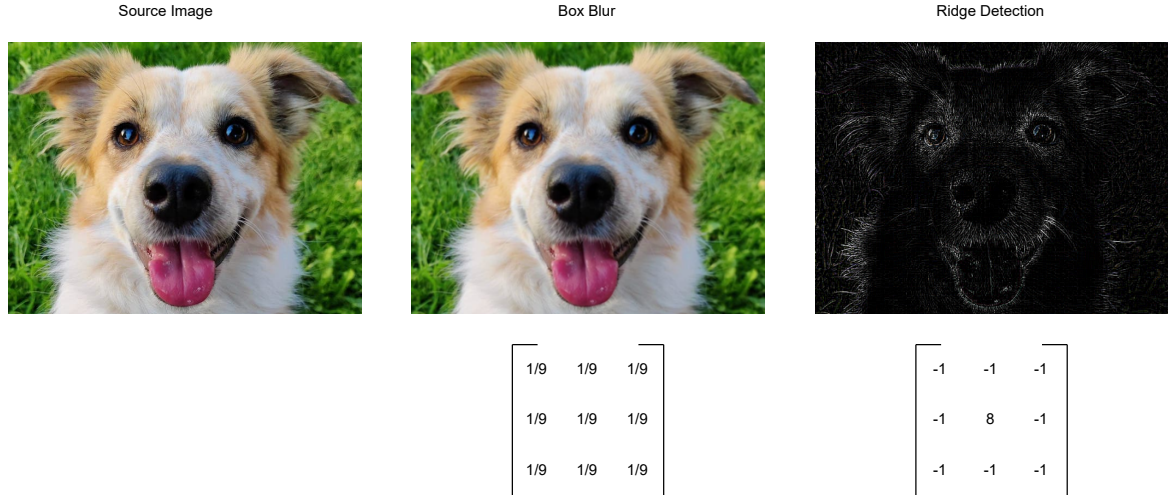 Source Image
Box Blur
Ridge Detection
1/9 1/9 1/9
1/9 1/9 1/9
1/9 1/9 1/9
-1 -1 -1
-1 8 -1
-1 -1 -1